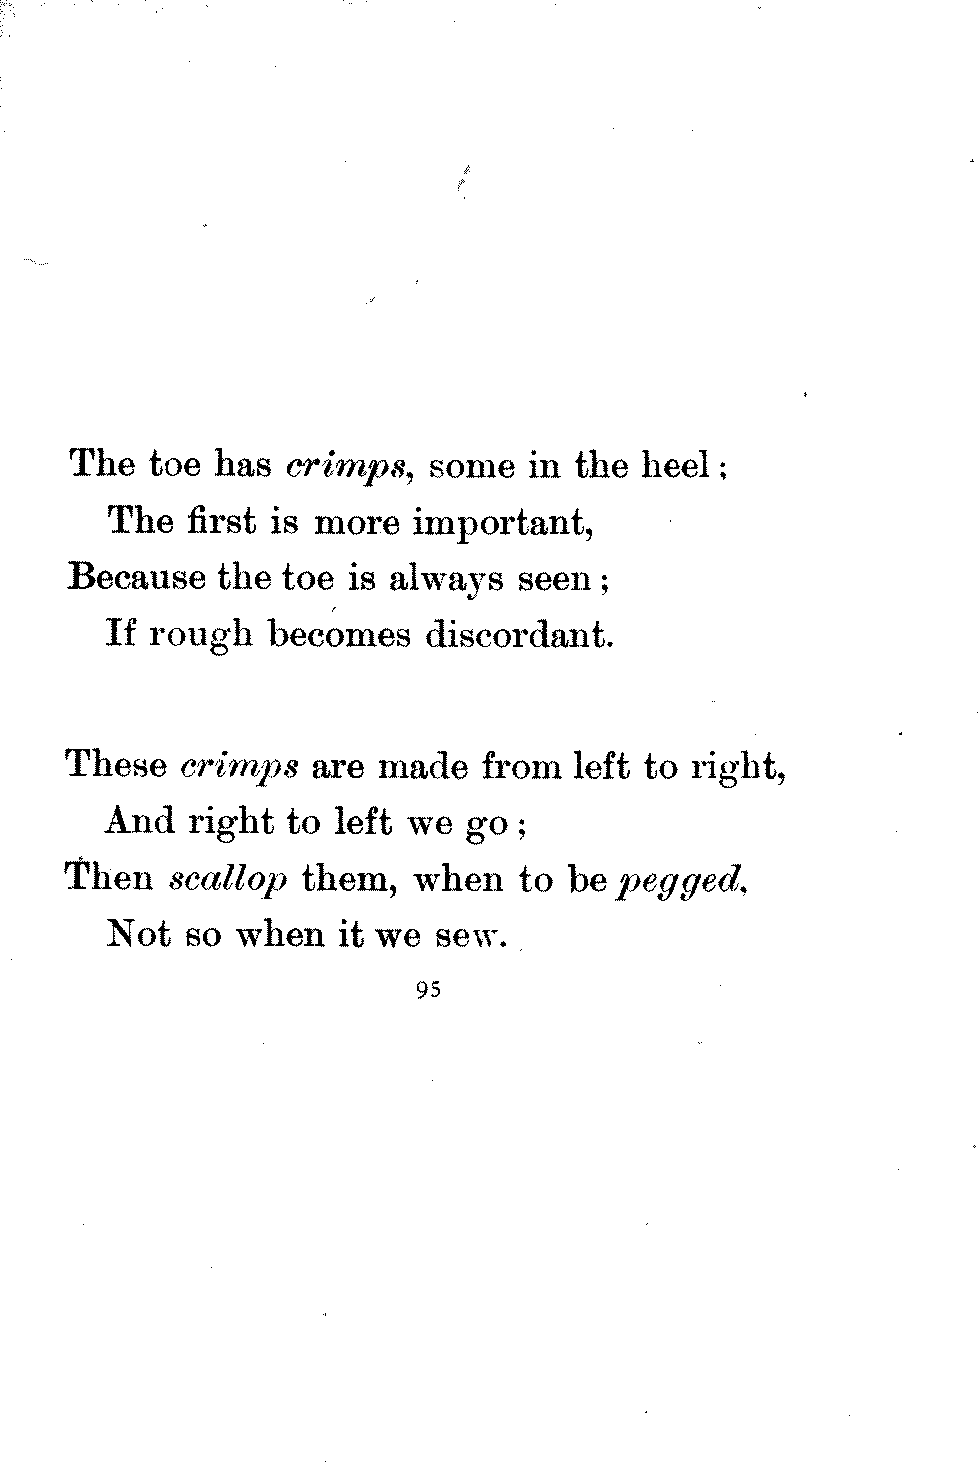 The toe has crimps, some in the heel;
The first is more important,
Because the toe is always seen;
If rough becomes discordant.
These crimps are made from left to right,
And right to left we go;
Then scallop them, when to be pegged.
Not so when it we sew.
95